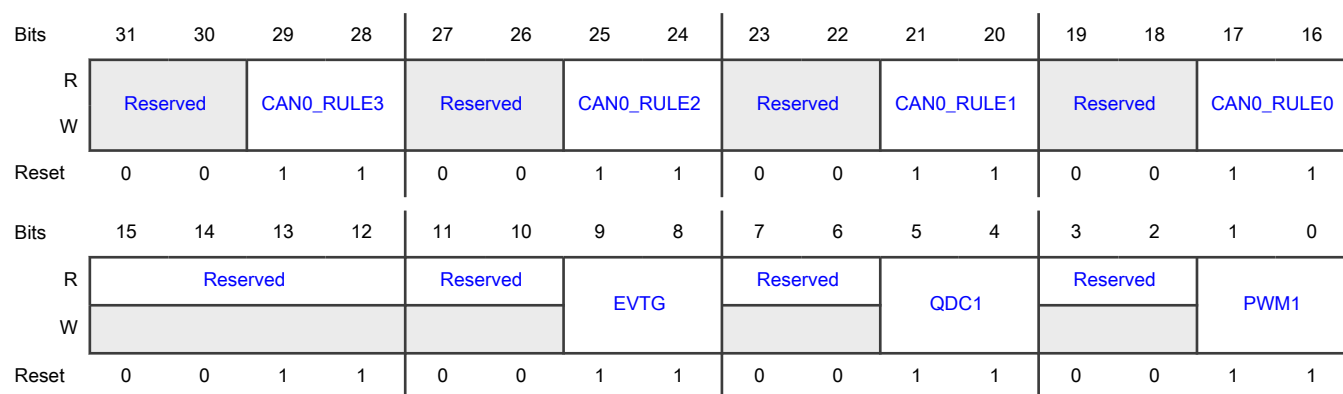 Bits 31 30 29 28 27 26 25 24 23 22 21 20 19 18 17 16
R
Reserved CAN0_RULE3 Reserved CAN0_RULE2 Reserved CAN0_RULE1 Reserved CAN0_RULE0
W
Reset 0 0 1 1 0 0 1 1 0 0 1 1 0 0 1 1
Bits 15 14 13 12 11 10 9 8 7 6 5 4 3 2 1 0
R Reserved Reserved Reserved Reserved
EVTG QDC1 PWM1
W
Reset 0 0 1 1 0 0 1 1 0 0 1 1 0 0 1 1